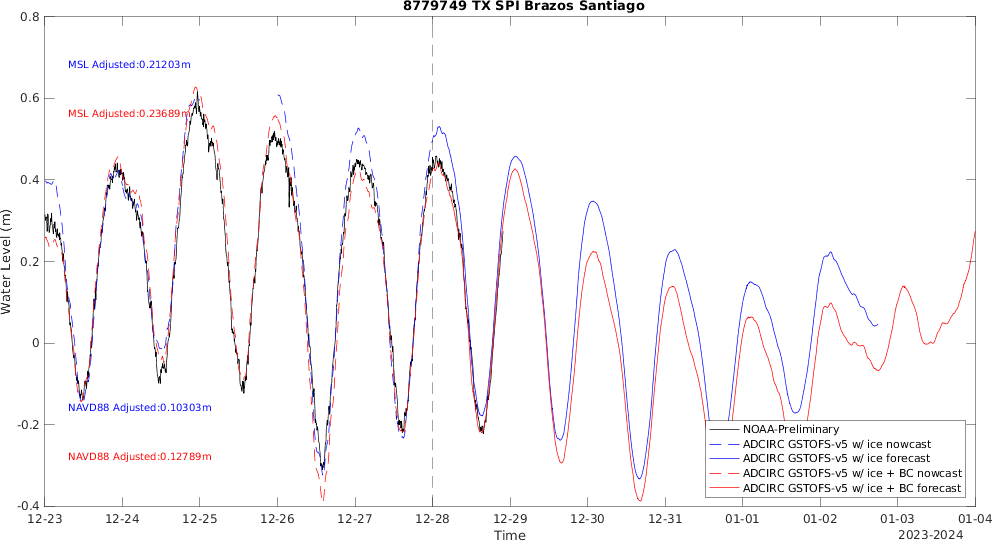 8779749 TX SPI Brazos Santiago
Water Level (m)
0.8
0.6
0.4
0.2
0
-0.2
-0.4
MSL Adjusted:0.21203m
MSL Adjusted:0.23689m
NAVD88 Adjusted:0.10303m
NAVD88 Adjusted:0.12789m
NOAA-Preliminary
ADCIRC GSTOFS-v5 w/ ice nowcast
ADCIRC GSTOFS-v5 w/ ice forecast
ADCIRC GSTOFS-v5 w/ ice + BC nowcast
ADCIRC GSTOFS-v5 w/ ice + BC forecast
12-23 12-24 12-25 12-26 12-27 12-28 12-29 12-30 12-31 01-01 01-02 01-03 01-04
Time
2023-2024